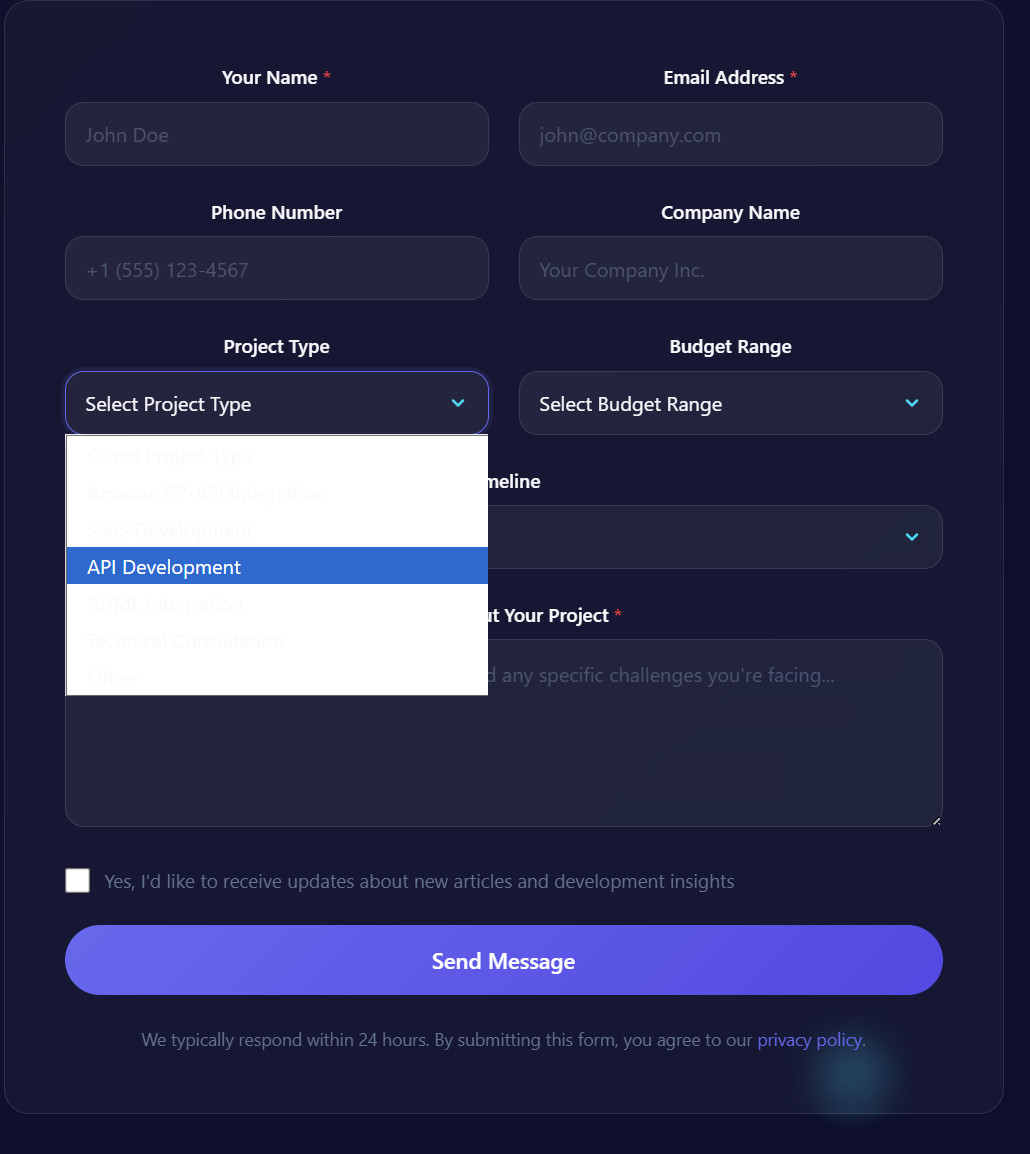 Your Name *
Email Address *
John Doe
john@company.com
Phone Number
Company Name
+1 (555) 123-4567
Your Company Inc.
Project Type
Budget Range
Select Project Type
Select Budget Range
Select Project Type
Amazon SP-API Integration
SaaS Development
API Development
AI/ML Integration
Technical Consultation
Other
meline
ut Your Project *
d any specific challenges you're facing...
Yes, I'd like to receive updates about new articles and development insights
Send Message
We typically respond within 24 hours. By submitting this form, you agree to our privacy policy.